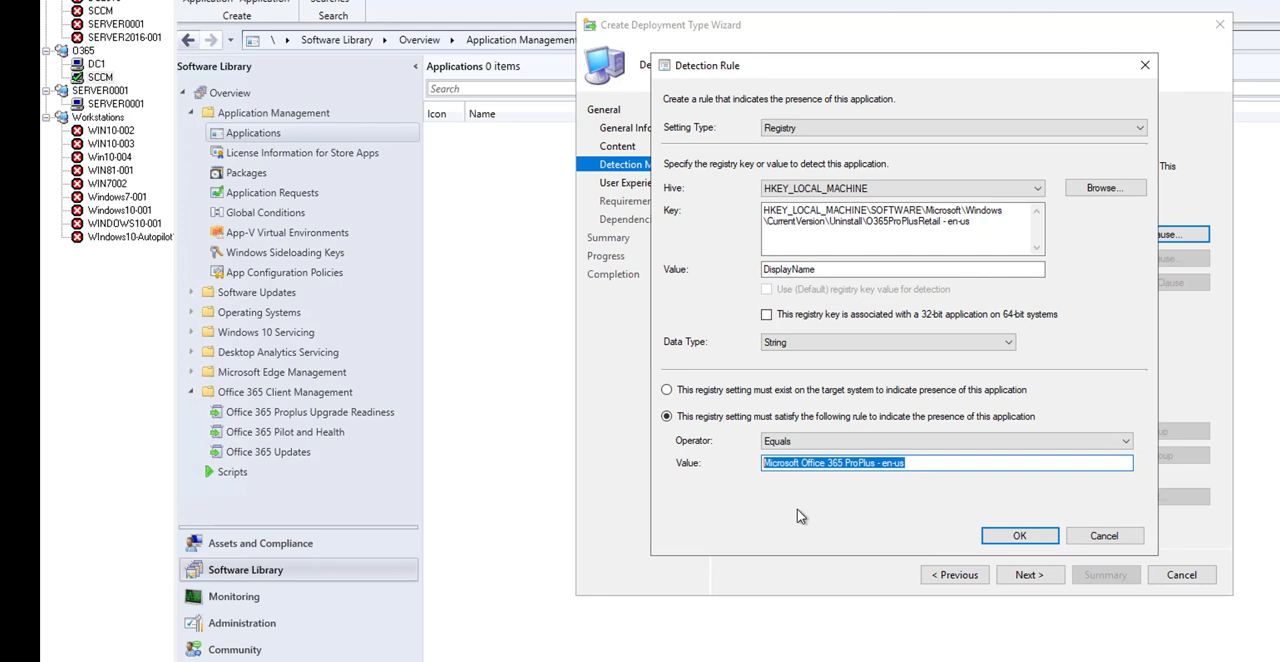 SCCM
SERVER0001
SERVER2016-001
O365
DC1
SCCM
SERVER0001
SERVER0001
Workstations
WIN10-002
WIN10-003
Win10-004
WIN81-001
WIN7002
Windows7-001
Windows10-001
WINDOWS10-001
WIndows10-Autopilot
Create
Search
\ Software Library Overview Application Management
Software Library
Overview
Application Management
Applications
License Information for Store Apps
Packages
Application Requests
Global Conditions
App-V Virtual Environments
Windows Sideloading Keys
App Configuration Policies
Software Updates
Operating Systems
Windows 10 Servicing
Desktop Analytics Servicing
Microsoft Edge Management
Office 365 Client Management
Office 365 Proplus Upgrade Readiness
Office 365 Pilot and Health
Office 365 Updates
Scripts
Assets and Compliance
Software Library
Monitoring
Administration
Community
Applications 0 items
Search
Icon Name
Create Deployment Type Wizard
General
General Info
Content
Detection M
User Experie
Requireme
Dependenc
Summary
Progress
Completion
This
Detection Rule
Create a rule that indicates the presence of this application.
Setting Type: Registry
Specify the registry key or value to detect this application.
Hive: HKEY_LOCAL_MACHINE Browse...
Key: HKEY_LOCAL_MACHINE\SOFTWARE\Microsoft\Windows
\CurrentVersion\Uninstall\O365ProPlusRetail - en-us
Value: DisplayName
Use (Default) registry key value for detection
This registry key is associated with a 32-bit application on 64-bit systems
Data Type: String
This registry setting must exist on the target system to indicate presence of this application
This registry setting must satisfy the following rule to indicate the presence of this application
Operator: Equals
Value: Microsoft Office 365 ProPlus - en-us
OK Cancel
< Previous Next > Summary Cancel